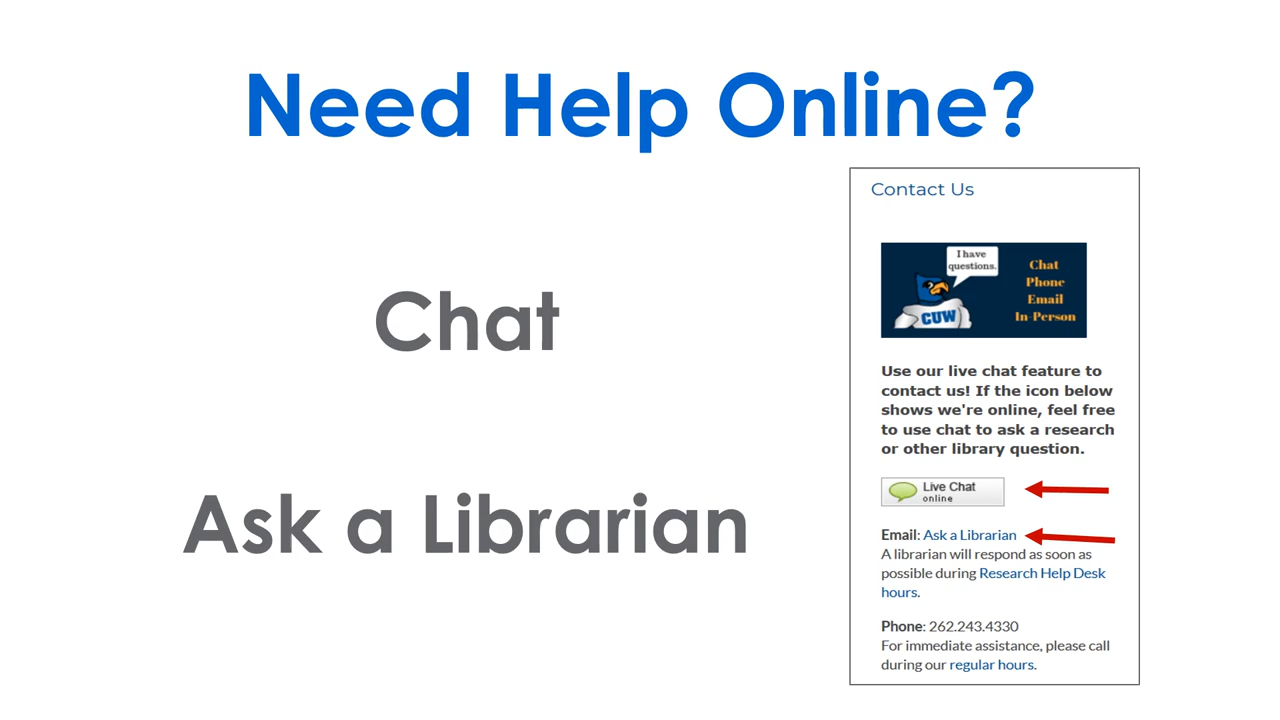 Need Help Online?
Chat
Ask a Librarian
Contact Us
I have
questions.
CUW
Chat
Phone
Email
In-Person
Use our live chat feature to
contact us! If the icon below
shows we're online, feel free
to use chat to ask a research
or other library question.
Live Chat
online
Email: Ask a Librarian
A librarian will respond as soon as
possible during Research Help Desk
hours.
Phone: 262.243.4330
For immediate assistance, please call
during our regular hours.